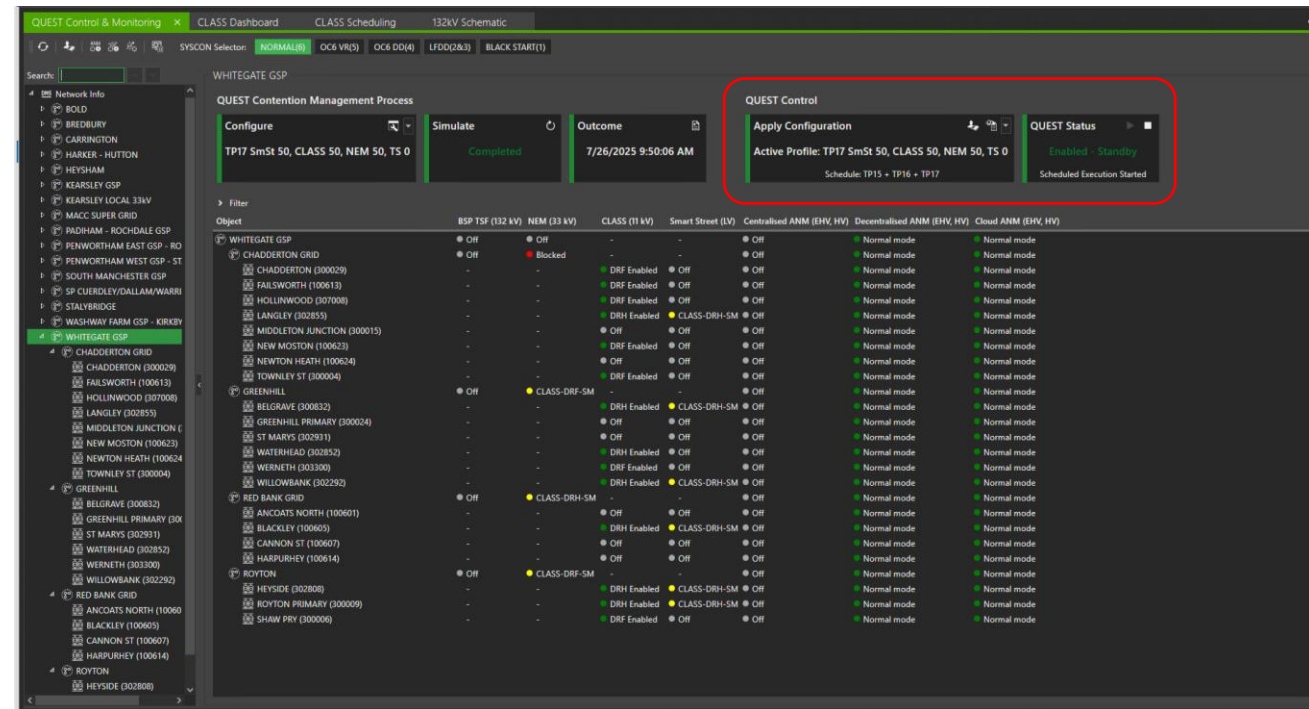 QUEST Control & Monitoring × CLASS Dashboard CLASS Scheduling 132kV Schematic
SYSCON Selector: NORMAL(6) OC6 VR(5) OC6 DD(4) LFDD(2&3) BLACK START(1)
Search:
Network Info
BOLD
BREDBURY
CARRINGTON
HARKER - HUTTON
HEYSHAM
KEARSLEY GSP
KEARSLEY LOCAL 33kV
MACC SUPER GRID
PADIHAM - ROCHDALE GSP
PENWORTHAM EAST GSP - RO
PENWORTHAM WEST GSP - ST.
SOUTH MANCHESTER GSP
SP CUERDLEY/DALLAM/WARRI
STALYBRIDGE
WASHWAY FARM GSP - KIRKBY
WHITEGATE GSP
CHADDERTON GRID
CHADDERTON (300029)
FAILSWORTH (100613)
HOLLINWOOD (307008)
LANGLEY (302855)
MIDDLETON JUNCTION (
NEW MOSTON (100623)
NEWTON HEATH (100624
TOWNLEY ST (300004)
GREENHILL
BELGRAVE (300832)
GREENHILL PRIMARY (30
ST MARYS (302931)
WATERHEAD (302852)
WERNETH (303300)
WILLOWBANK (302292)
RED BANK GRID
ANCOATS NORTH (10060
BLACKLEY (100605)
CANNON ST (100607)
HARPURHEY (100614)
ROYTON
HEYSIDE (302808)
WHITEGATE GSP
QUEST Contention Management Process
Configure
TP17 SmSt 50, CLASS 50, NEM 50, TS 0
Simulate
Completed
Outcome
7/26/2025 9:50:06 AM
QUEST Control
Apply Configuration
Active Profile: TP17 SmSt 50, CLASS 50, NEM 50, TS 0
Schedule: TP15 + TP16 + TP17
QUEST Status
Enabled - Standby
Scheduled Execution Started
Filter
Object BSP TSF (132 kV) NEM (33 kV) CLASS (11 kV) Smart Street (LV) Centralised ANM (EHV, HV) Decentralised ANM (EHV, HV) Cloud ANM (EHV, HV)
WHITEGATE GSP Off Off - - Off Normal mode Normal mode
CHADDERTON GRID Off Blocked - - Off Normal mode Normal mode
CHADDERTON (300029) - - DRF Enabled Off Off Normal mode Normal mode
FAILSWORTH (100613) - - DRF Enabled Off Off Normal mode Normal mode
HOLLINWOOD (307008) - - DRF Enabled Off Off Normal mode Normal mode
LANGLEY (302855) - - DRH Enabled CLASS-DRH-SM Off Normal mode Normal mode
MIDDLETON JUNCTION (300015) - - Off Off Off Normal mode Normal mode
NEW MOSTON (100623) - - DRF Enabled Off Off Normal mode Normal mode
NEWTON HEATH (100624) - - Off Off Off Normal mode Normal mode
TOWNLEY ST (300004) - - DRF Enabled Off Off Normal mode Normal mode
GREENHILL Off CLASS-DRF-SM - - Off Normal mode Normal mode
BELGRAVE (300832) - - DRH Enabled CLASS-DRH-SM Off Normal mode Normal mode
GREENHILL PRIMARY (300024) - - Off Off Off Normal mode Normal mode
ST MARYS (302931) - - Off Off Off Normal mode Normal mode
WATERHEAD (302852) - - DRH Enabled Off Off Normal mode Normal mode
WERNETH (303300) - - DRF Enabled Off Off Normal mode Normal mode
WILLOWBANK (302292) - - DRH Enabled CLASS-DRH-SM Off Normal mode Normal mode
RED BANK GRID Off CLASS-DRH-SM - - Off Normal mode Normal mode
ANCOATS NORTH (100601) - - Off Off Off Normal mode Normal mode
BLACKLEY (100605) - - DRH Enabled CLASS-DRH-SM Off Normal mode Normal mode
CANNON ST (100607) - - Off Off Off Normal mode Normal mode
HARPURHEY (100614) - - Off Off Off Normal mode Normal mode
ROYTON Off CLASS-DRF-SM - - Off Normal mode Normal mode
HEYSIDE (302808) - - DRH Enabled CLASS-DRH-SM Off Normal mode Normal mode
ROYTON PRIMARY (300009) - - DRH Enabled CLASS-DRH-SM Off Normal mode Normal mode
SHAW PRY (300006) - - DRF Enabled Off Off Normal mode Normal mode